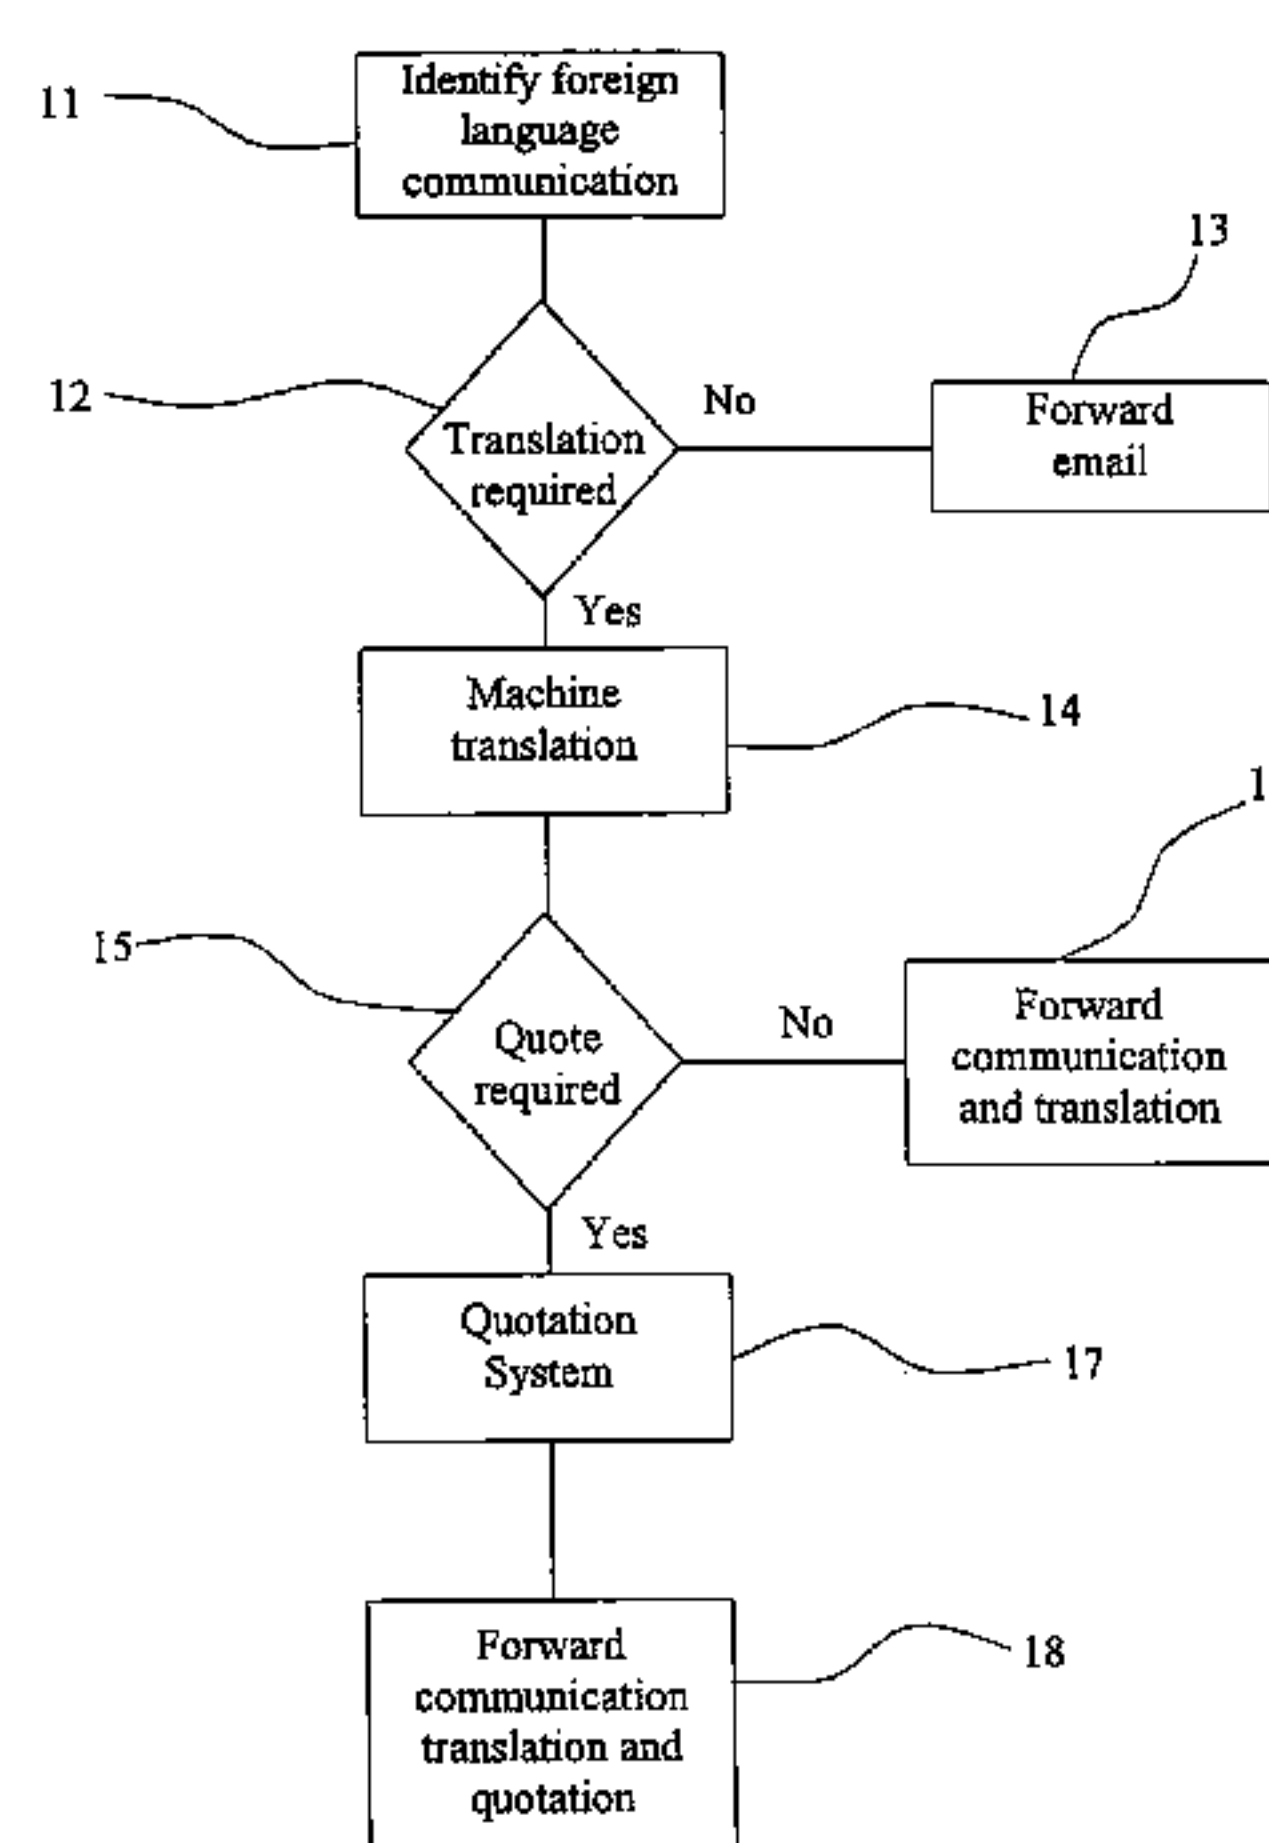 11
Identify foreign
language
communication
13
12
No
Forward
email
Translation
required
Yes
Machine
translation
14
1
15
No
Forward
communication
and translation
Quote
required
Yes
Quotation
System
17
18
Forward
communication
translation and
quotation